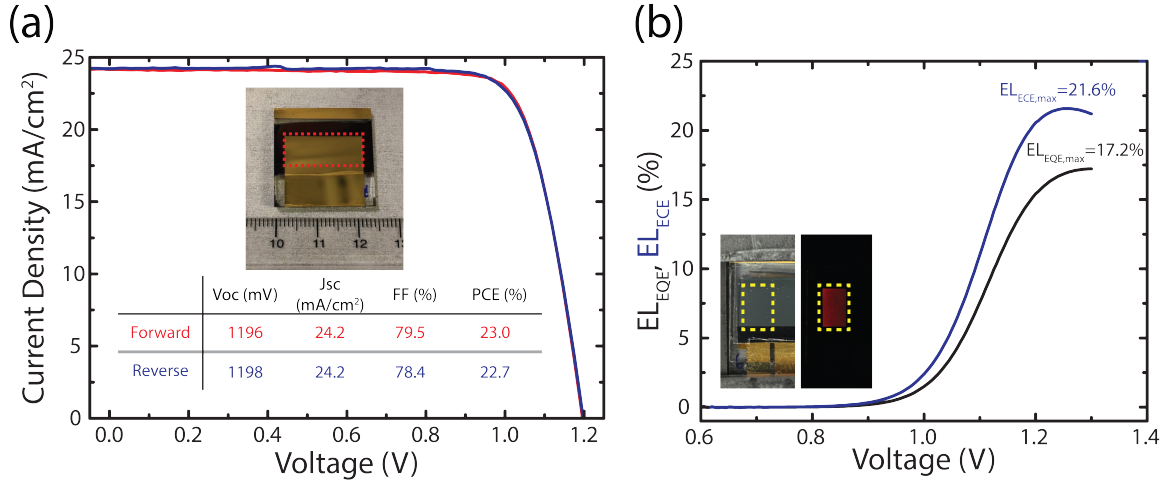 (a)
25
20
15
10
5
0
Current Density (mA/cm²)
0.0 0.2 0.4 0.6 0.8 1.0 1.2
Voltage (V)
10 11 12 13
Voc (mV) Jsc (mA/cm²) FF (%) PCE (%)
Forward 1196 24.2 79.5 23.0
Reverse 1198 24.2 78.4 22.7
(b)
25
20
15
10
5
0
EL_EQE, EL_ECE (%)
EL_ECE,max=21.6%
EL_EQE,max=17.2%
0.6 0.8 1.0 1.2 1.4
Voltage (V)